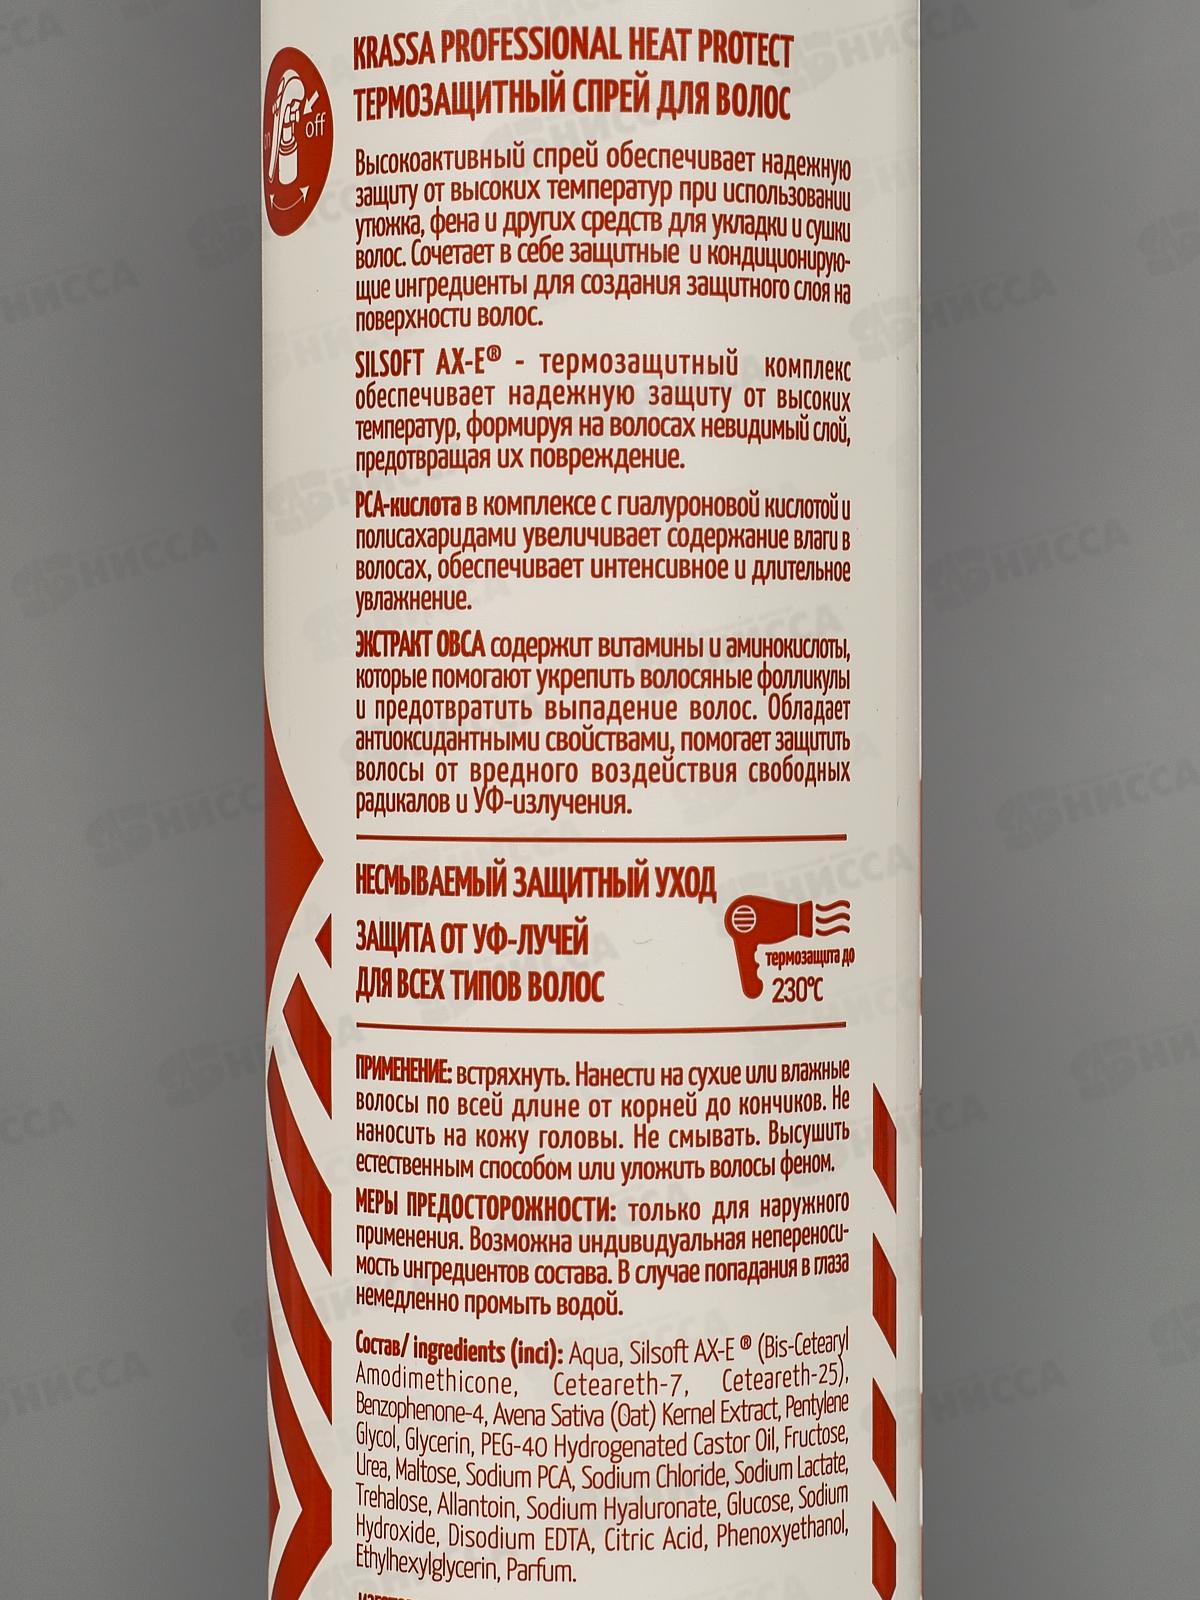 KRASSA PROFESSIONAL HEAT PROTECT
ТЕРМОЗАЩИТНЫЙ СПРЕЙ ДЛЯ ВОЛОС
off
Высокоактивный спрей обеспечивает надежную
защиту от высоких температур при использовании
утюжка, фена и других средств для укладки и сушки
волос. Сочетает в себе защитные и кондициониру­ю-
щие ингредиенты для создания защитного слоя на
поверхности волос.
SILSOFT AX-E® - термозащитный комплекс
обеспечивает надежную защиту от высоких
температур, формируя на волосах невидимый слой,
предотвращая их повреждение.
PCA-кислота в комплексе с гиалуроновой кислотой и
полисахаридами увеличивает содержание влаги в
волосах, обеспечивает интенсивное и длительное
увлажнение.
ЭКСТРАКТ ОВСА содержит витамины и аминокислоты,
которые помогают укрепить волосяные фолликулы
и предотвратить выпадение волос. Обладает
антиоксидантными свойствами, помогает защитить
волосы от вредного воздействия свободных
радикалов и УФ-излучения.
НЕСМЫВАЕМЫЙ ЗАЩИТНЫЙ УХОД
ЗАЩИТА ОТ УФ-ЛУЧЕЙ
ДЛЯ ВСЕХ ТИПОВ ВОЛОС
термозащита до
230°C
ПРИМЕНЕНИЕ: встряхнуть. Нанести на сухие или влажные
волосы по всей длине от корней до кончиков. Не
наносить на кожу головы. Не смывать. Высушить
естественным способом или уложить волосы феном.
МЕРЫ ПРЕДОСТОРОЖНОСТИ: только для наружного
применения. Возможна индивидуальная непереноси-
мость ингредиентов состава. В случае попадания в глаза
немедленно промыть водой.
Состав/ ingredients (inci): Aqua, Silsoft AX-E ® (Bis-Cetearyl
Amodimethicone, Ceteareth-7, Ceteareth-25),
Benzophenone-4, Avena Sativa (Oat) Kernel Extract, Pentylene
Glycol, Glycerin, PEG-40 Hydrogenated Castor Oil, Fructose,
Urea, Maltose, Sodium PCA, Sodium Chloride, Sodium Lactate,
Trehalose, Allantoin, Sodium Hyaluronate, Glucose, Sodium
Hydroxide, Disodium EDTA, Citric Acid, Phenoxyethanol,
Ethylhexylglycerin, Parfum.